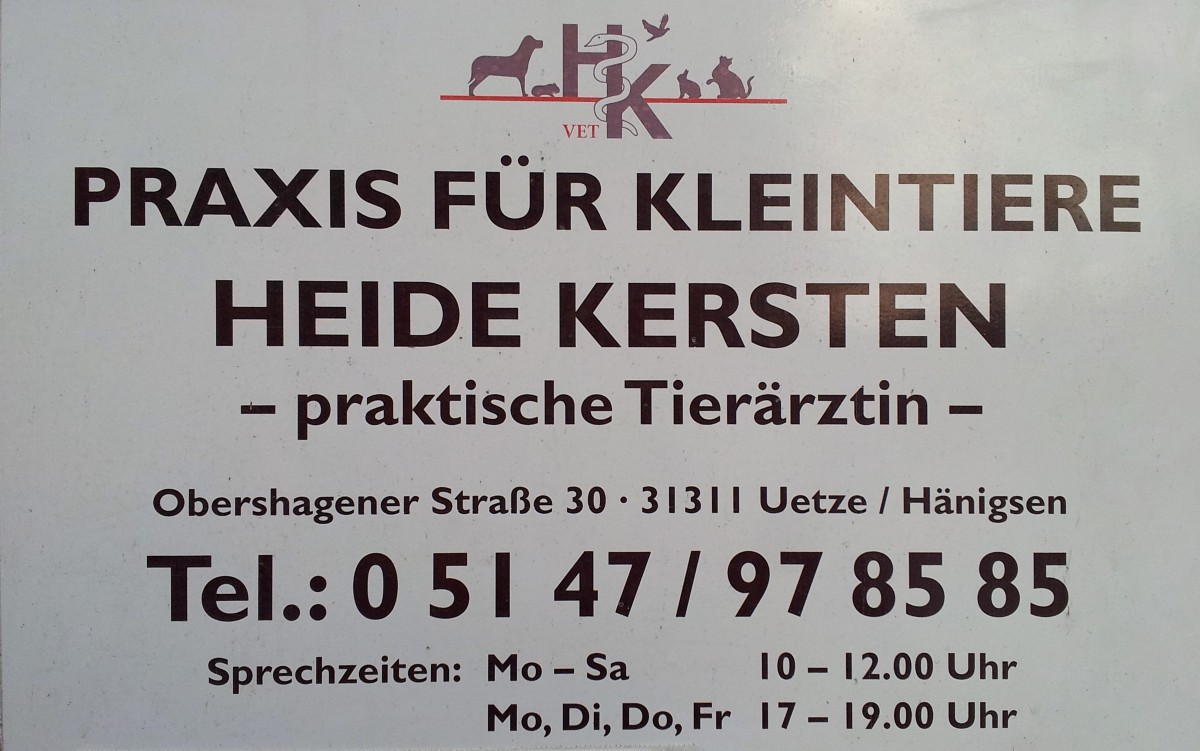 HK
VET
PRAXIS FÜR KLEINTIERE
HEIDE KERSTEN
– praktische Tierärztin –
Obershagener Straße 30 · 31311 Uetze / Hänigsen
Tel.: 0 51 47 / 97 85 85
Sprechzeiten: Mo – Sa 10 – 12.00 Uhr
Mo, Di, Do, Fr 17 – 19.00 Uhr